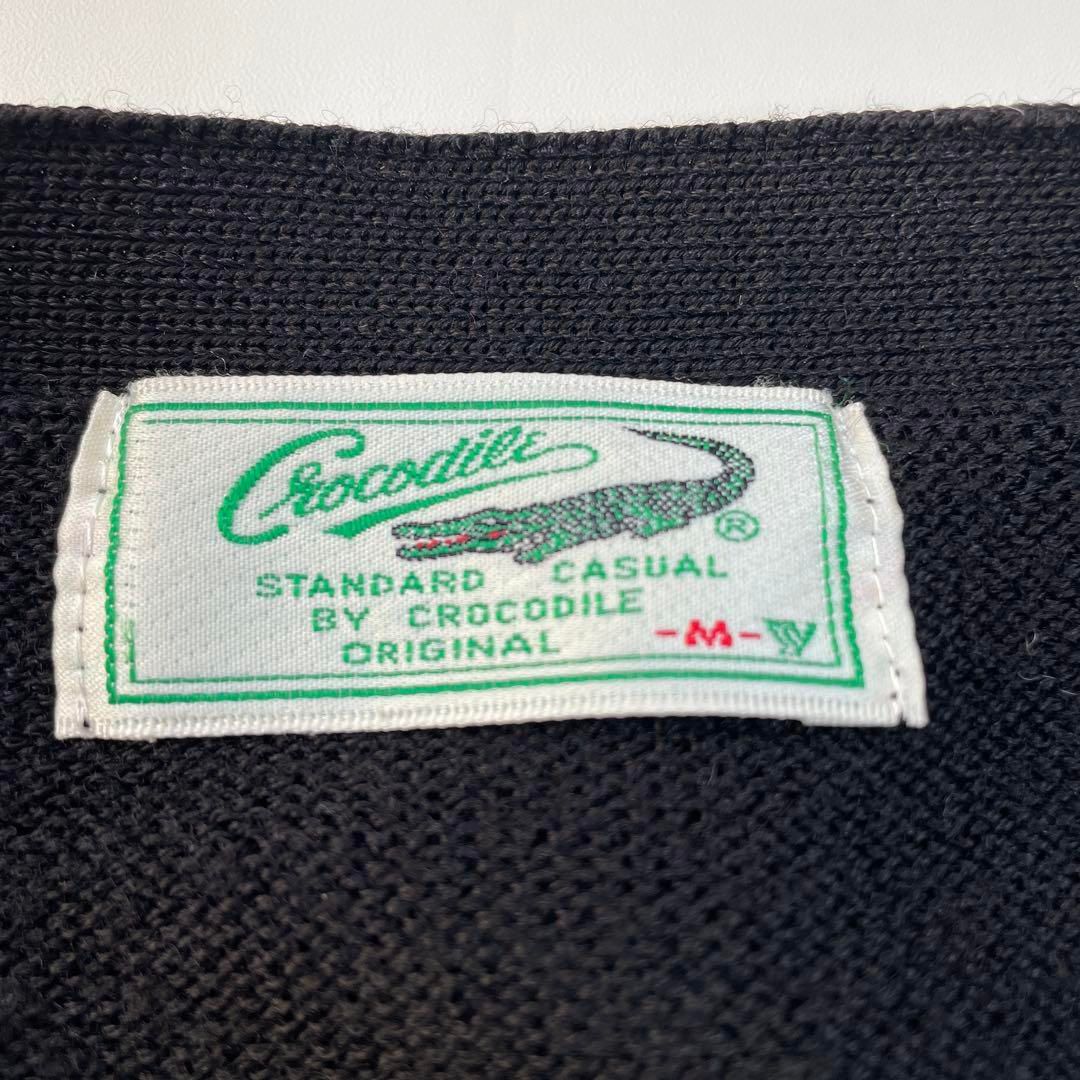 Crocodile
®
STANDARD CASUAL
BY CROCODILE
ORIGINAL -M-